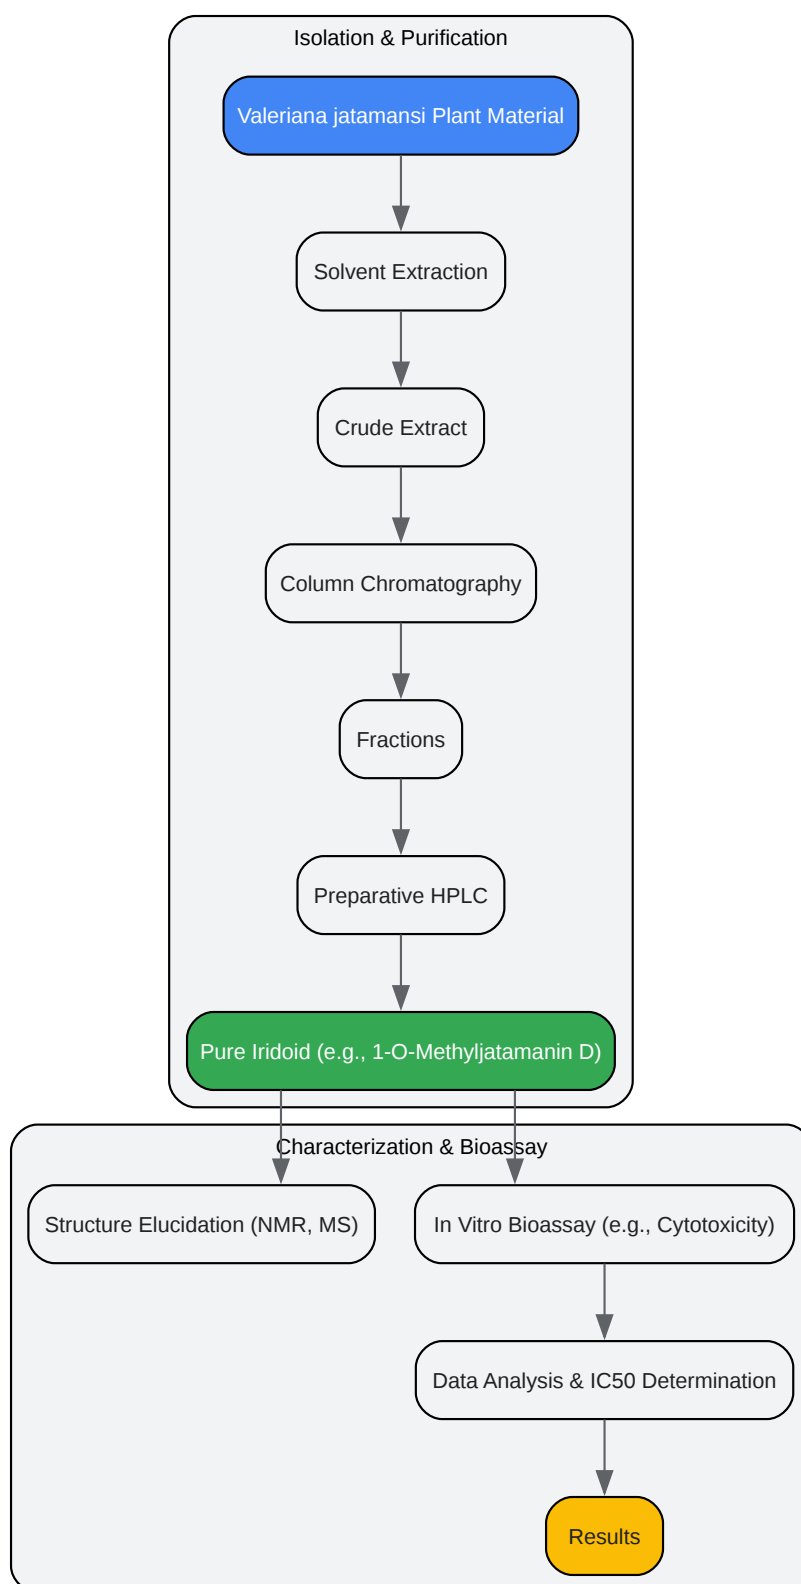 Isolation & Purification
Valeriana jatamansi Plant Material
Solvent Extraction
Crude Extract
Column Chromatography
Fractions
Preparative HPLC
Pure Iridoid (e.g., 1-O-Methyljatamanin D)
Characterization & Bioassay
Structure Elucidation (NMR, MS)
In Vitro Bioassay (e.g., Cytotoxicity)
Data Analysis & IC50 Determination
Results